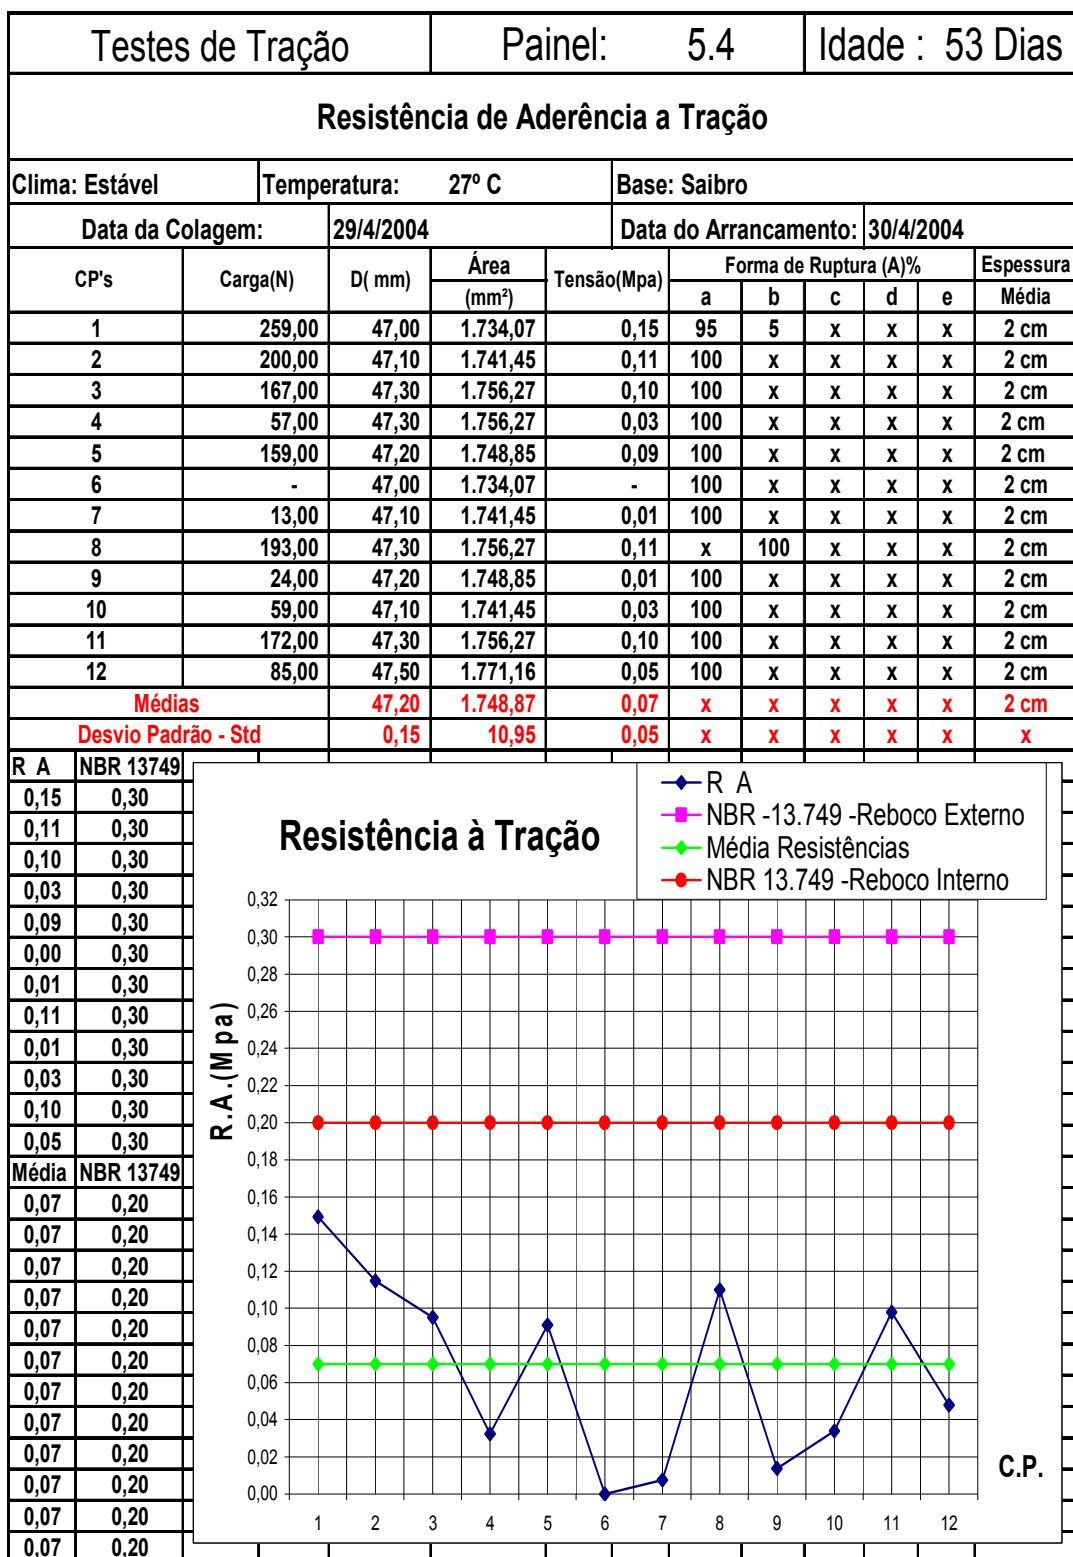 Testes de Tração Painel: 5.4 Idade : 53 Dias
Resistência de Aderência a Tração
Clima: Estável Temperatura: 27º C Base: Saibro
Data da Colagem: 29/4/2004 Data do Arrancamento: 30/4/2004
CP's Carga(N) D( mm) Área (mm²) Tensão(Mpa) Forma de Ruptura (A)% Espessura
a b c d e Média
1 259,00 47,00 1.734,07 0,15 95 5 x x x 2 cm
2 200,00 47,10 1.741,45 0,11 100 x x x x 2 cm
3 167,00 47,30 1.756,27 0,10 100 x x x x 2 cm
4 57,00 47,30 1.756,27 0,03 100 x x x x 2 cm
5 159,00 47,20 1.748,85 0,09 100 x x x x 2 cm
6 - 47,00 1.734,07 - 100 x x x x 2 cm
7 13,00 47,10 1.741,45 0,01 100 x x x x 2 cm
8 193,00 47,30 1.756,27 0,11 x 100 x x x 2 cm
9 24,00 47,20 1.748,85 0,01 100 x x x x 2 cm
10 59,00 47,10 1.741,45 0,03 100 x x x x 2 cm
11 172,00 47,30 1.756,27 0,10 100 x x x x 2 cm
12 85,00 47,50 1.771,16 0,05 100 x x x x 2 cm
Médias 47,20 1.748,87 0,07 x x x x x 2 cm
Desvio Padrão - Std 0,15 10,95 0,05 x x x x x x
R A NBR 13749
0,15 0,30
0,11 0,30
0,10 0,30
0,03 0,30
0,09 0,30
0,00 0,30
0,01 0,30
0,11 0,30
0,01 0,30
0,03 0,30
0,10 0,30
0,05 0,30
Média NBR 13749
0,07 0,20
0,07 0,20
0,07 0,20
0,07 0,20
0,07 0,20
0,07 0,20
0,07 0,20
0,07 0,20
0,07 0,20
0,07 0,20
0,07 0,20
0,07 0,20
Resistência à Tração
R A
NBR -13.749 -Reboco Externo
Média Resistências
NBR 13.749 -Reboco Interno
R.A.(Mpa)
0,32
0,30
0,28
0,26
0,24
0,22
0,20
0,18
0,16
0,14
0,12
0,10
0,08
0,06
0,04
0,02
0,00
1 2 3 4 5 6 7 8 9 10 11 12
C.P.